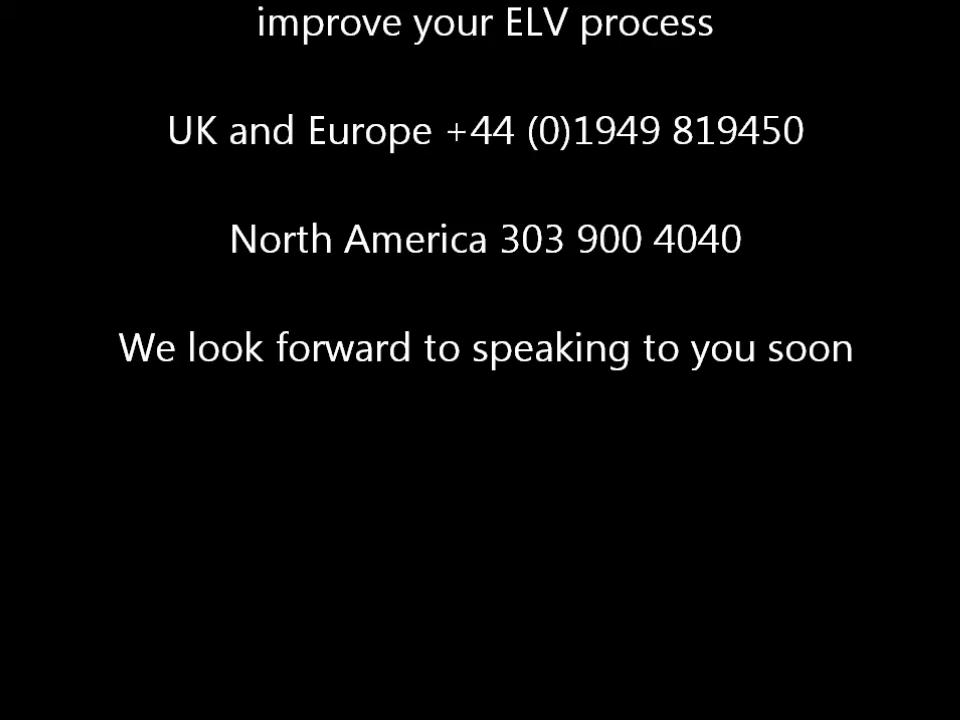 improve your ELV process
UK and Europe +44 (0)1949 819450
North America 303 900 4040
We look forward to speaking to you soon